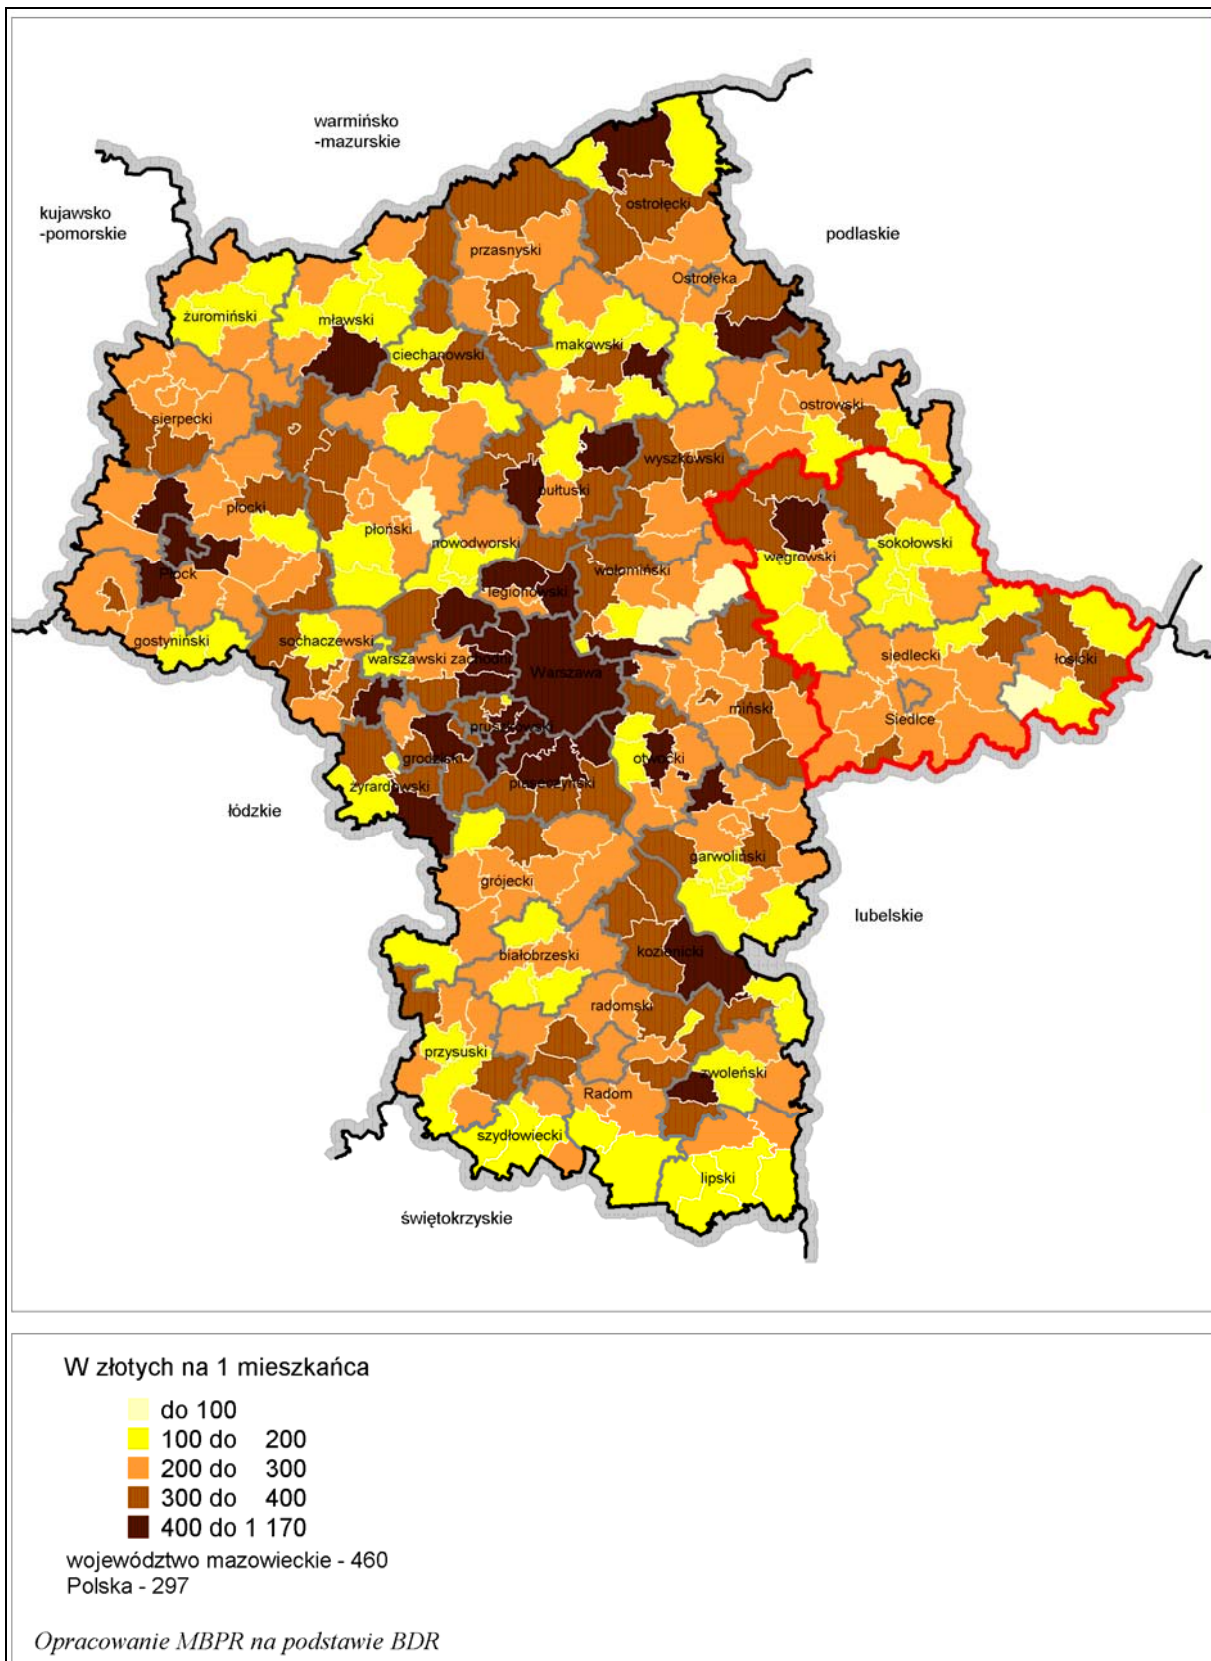 warmińsko
-mazurskie
kujawsko
-pomorskie
podlaskie
ostrołęcki
przasnyski
Ostrołęka
żuromiński
mławski
ciechanowski
makowski
ostrowski
sierpecki
wyszkowski
pułtuski
płocki
płoński
nowodworski
sokołowski
węgrowski
wołomiński
Płock
legionowski
gostyniński
sochaczewski
warszawski zachodni
Warszawa
siedlecki
łosicki
Siedlce
miński
pruszkowski
otwocki
grodziski
piaseczyński
żyrardowski
łódzkie
garwoliński
grójecki
lubelskie
białobrzeski
kozienicki
radomski
przysuski
zwoleński
Radom
szydłowiecki
lipski
świętokrzyskie
W złotych na 1 mieszkańca
do 100
100 do 200
200 do 300
300 do 400
400 do 1 170
województwo mazowieckie - 460
Polska - 297
Opracowanie MBPR na podstawie BDR